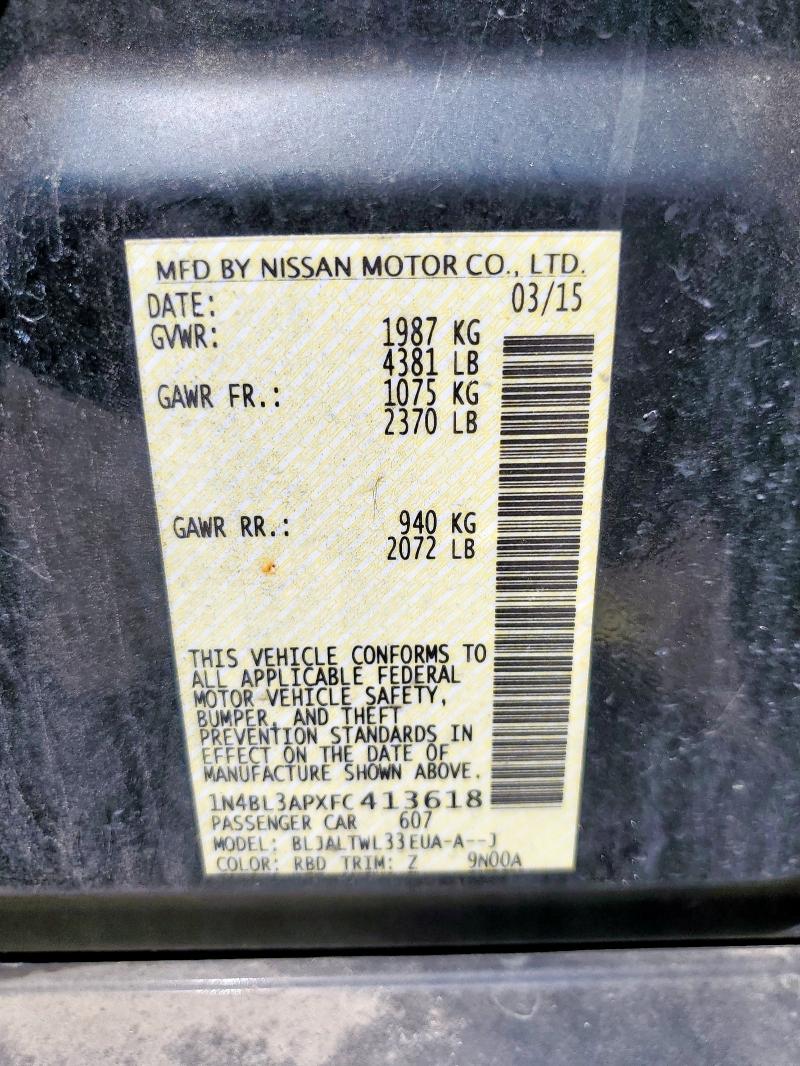 MFD BY NISSAN MOTOR CO., LTD.
DATE: 03/15
GVWR: 1987 KG
4381 LB
GAWR FR.: 1075 KG
2370 LB
GAWR RR.: 940 KG
2072 LB
THIS VEHICLE CONFORMS TO
ALL APPLICABLE FEDERAL
MOTOR VEHICLE SAFETY,
BUMPER, AND THEFT
PREVENTION STANDARDS IN
EFFECT ON THE DATE OF
MANUFACTURE SHOWN ABOVE.
1N4BL3APXFC413618
PASSENGER CAR 607
MODEL: BLJALTWL33EUA-A--J
COLOR: RBD TRIM: Z 9N00A